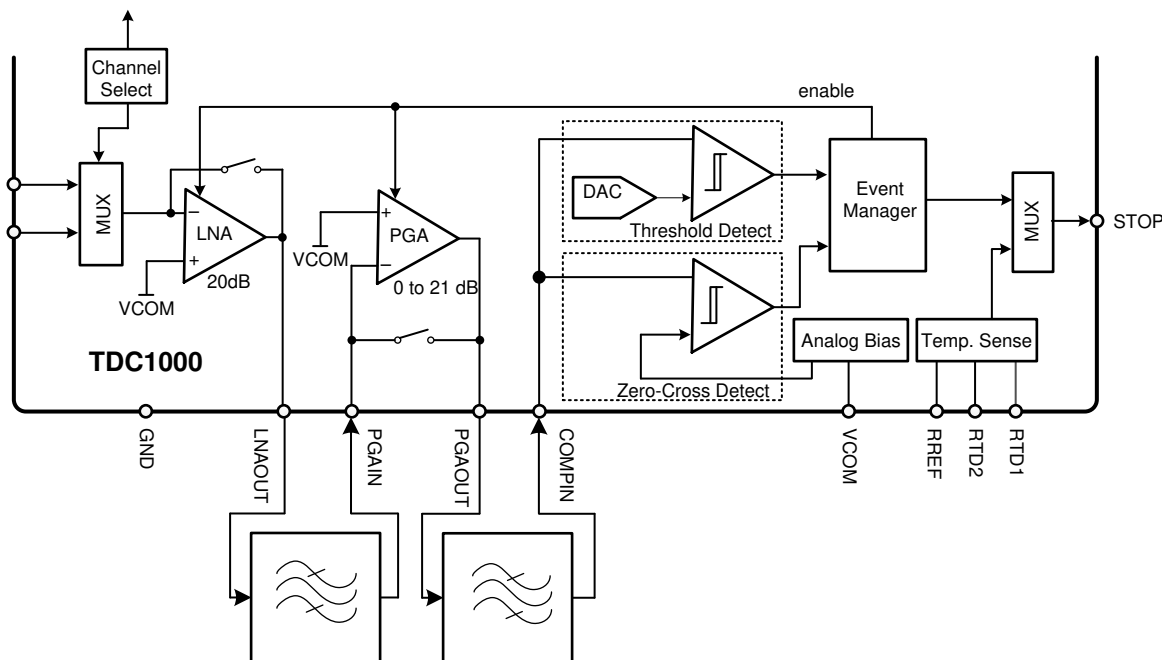 Channel
Select
enable
MUX
LNA
20dB
VCOM
VCOM
PGA
0 to 21 dB
DAC
Threshold Detect
Zero-Cross Detect
Event
Manager
MUX
STOP
Analog Bias
Temp. Sense
TDC1000
GND
LNAOUT
PGAIN
PGAOUT
COMPIN
VCOM
RREF
RTD2
RTD1